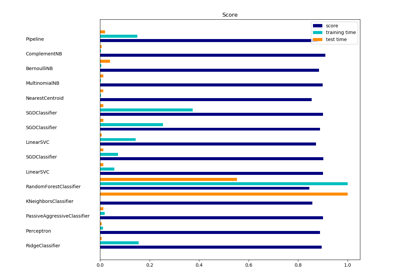 Score
score
training time
test time
Pipeline
ComplementNB
BernoulliNB
MultinomialNB
NearestCentroid
SGDClassifier
SGDClassifier
LinearSVC
SGDClassifier
LinearSVC
RandomForestClassifier
KNeighborsClassifier
PassiveAggressiveClassifier
Perceptron
RidgeClassifier
0.0 0.2 0.4 0.6 0.8 1.0